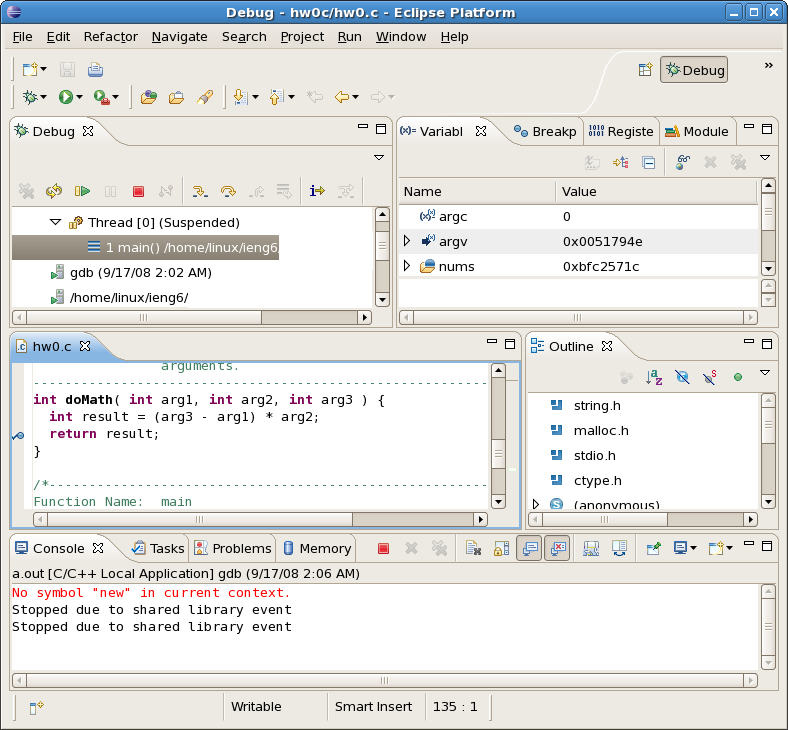 Debug - hw0c/hw0.c - Eclipse Platform
File Edit Refactor Navigate Search Project Run Window Help
Debug
Debug
Thread [0] (Suspended)
1 main() /home/linux/ieng6
gdb (9/17/08 2:02 AM)
/home/linux/ieng6/
(x)= Variabl Breakp Registe Module
Name Value
argc 0
argv 0x0051794e
nums 0xbfc2571c
hw0.c
arguments.
int doMath( int arg1, int arg2, int arg3 ) {
int result = (arg3 - arg1) * arg2;
return result;
}
/*-------------------------------------------------------
Function Name: main
Outline
string.h
malloc.h
stdio.h
ctype.h
(anonymous)
Console Tasks Problems Memory
a.out [C/C++ Local Application] gdb (9/17/08 2:06 AM)
No symbol "new" in current context.
Stopped due to shared library event
Stopped due to shared library event
Writable Smart Insert 135 : 1